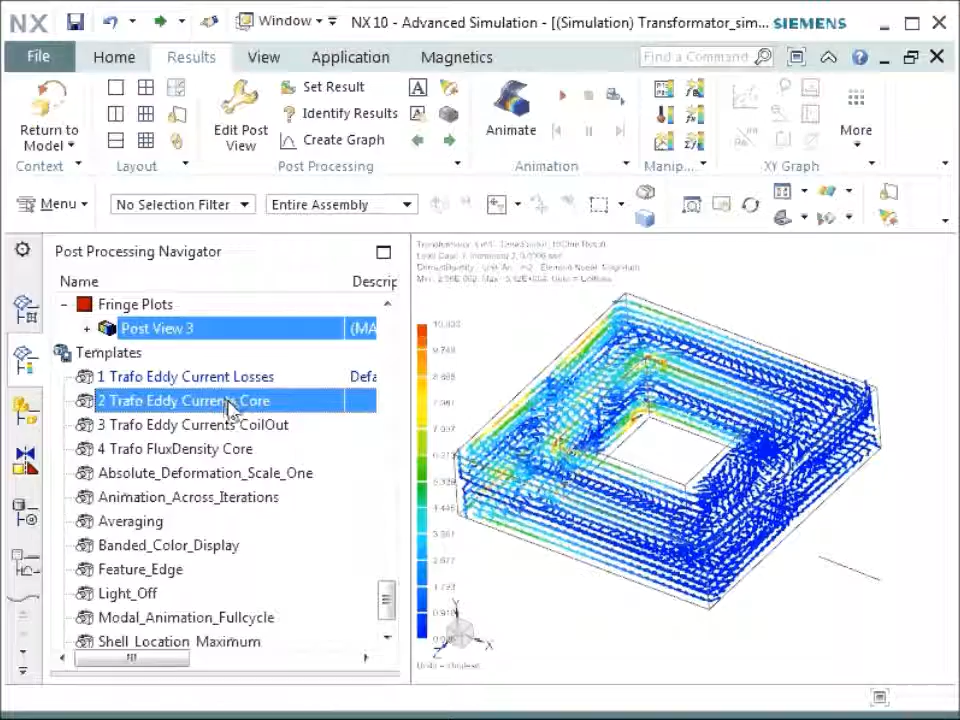 NX Window NX 10 - Advanced Simulation - [(Simulation) Transformator_sim... SIEMENS
File Home Results View Application Magnetics Find a Command
Return to Model
Context
Layout
Edit Post View
Set Result
Identify Results
Create Graph
Post Processing
Animate
Animation
Manip...
XY Graph
More
Menu No Selection Filter Entire Assembly
Post Processing Navigator
Name Descrip
Fringe Plots
Post View 3 (MA
Templates
1 Trafo Eddy Current Losses Defa
2 Trafo Eddy Currents Core
3 Trafo Eddy Currents CoilOut
4 Trafo FluxDensity Core
Absolute_Deformation_Scale_One
Animation_Across_Iterations
Averaging
Banded_Color_Display
Feature_Edge
Light_Off
Modal_Animation_Fullcycle
Shell_Location_Maximum
Y
X
Z